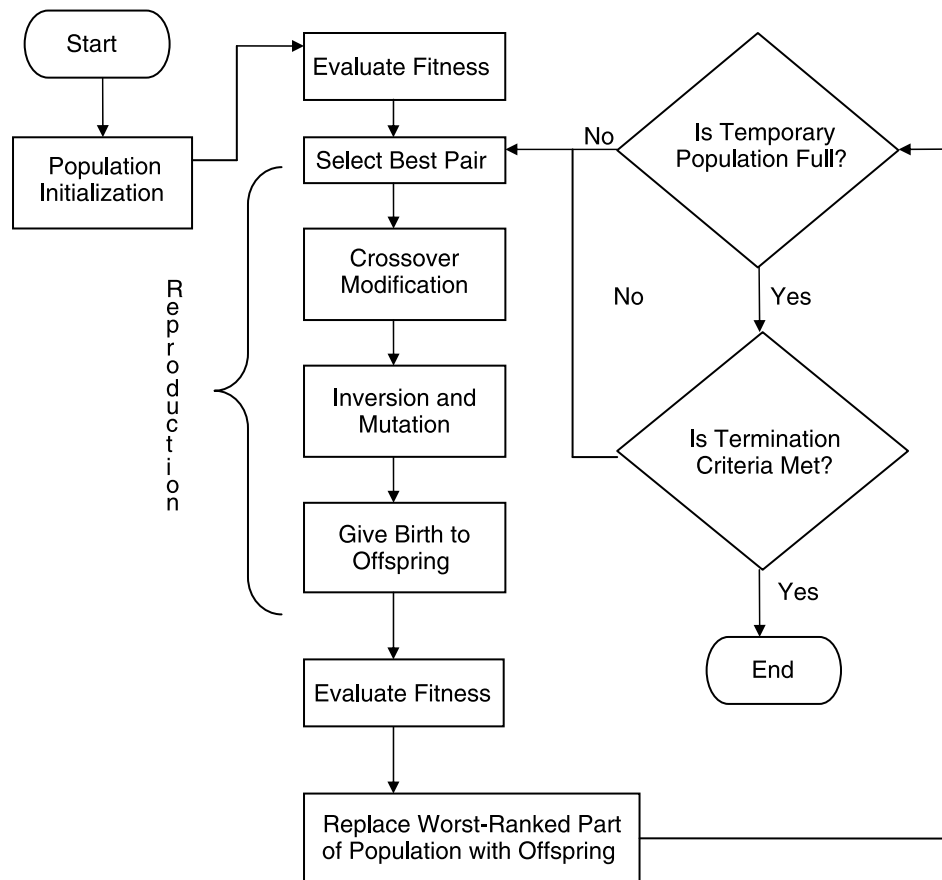 Start
Population
Initialization
Evaluate Fitness
Select Best Pair
Crossover
Modification
Inversion and
Mutation
Give Birth to
Offspring
Reproduction
Evaluate Fitness
Replace Worst-Ranked Part
of Population with Offspring
Is Temporary
Population Full?
No
Yes
Is Termination
Criteria Met?
No
Yes
End